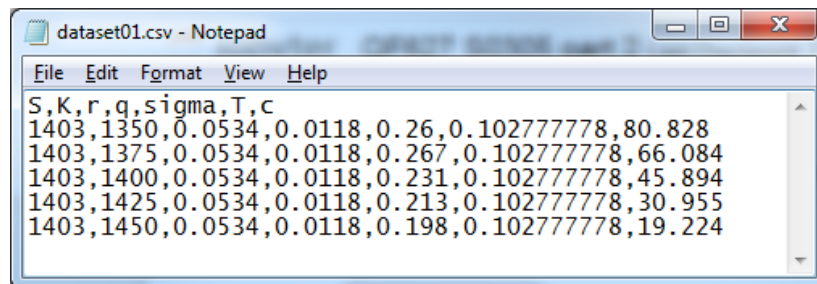 dataset01.csv - Notepad
File Edit Format View Help
S,K,r,q,sigma,T,c
1403,1350,0.0534,0.0118,0.26,0.102777778,80.828
1403,1375,0.0534,0.0118,0.267,0.102777778,66.084
1403,1400,0.0534,0.0118,0.231,0.102777778,45.894
1403,1425,0.0534,0.0118,0.213,0.102777778,30.955
1403,1450,0.0534,0.0118,0.198,0.102777778,19.224